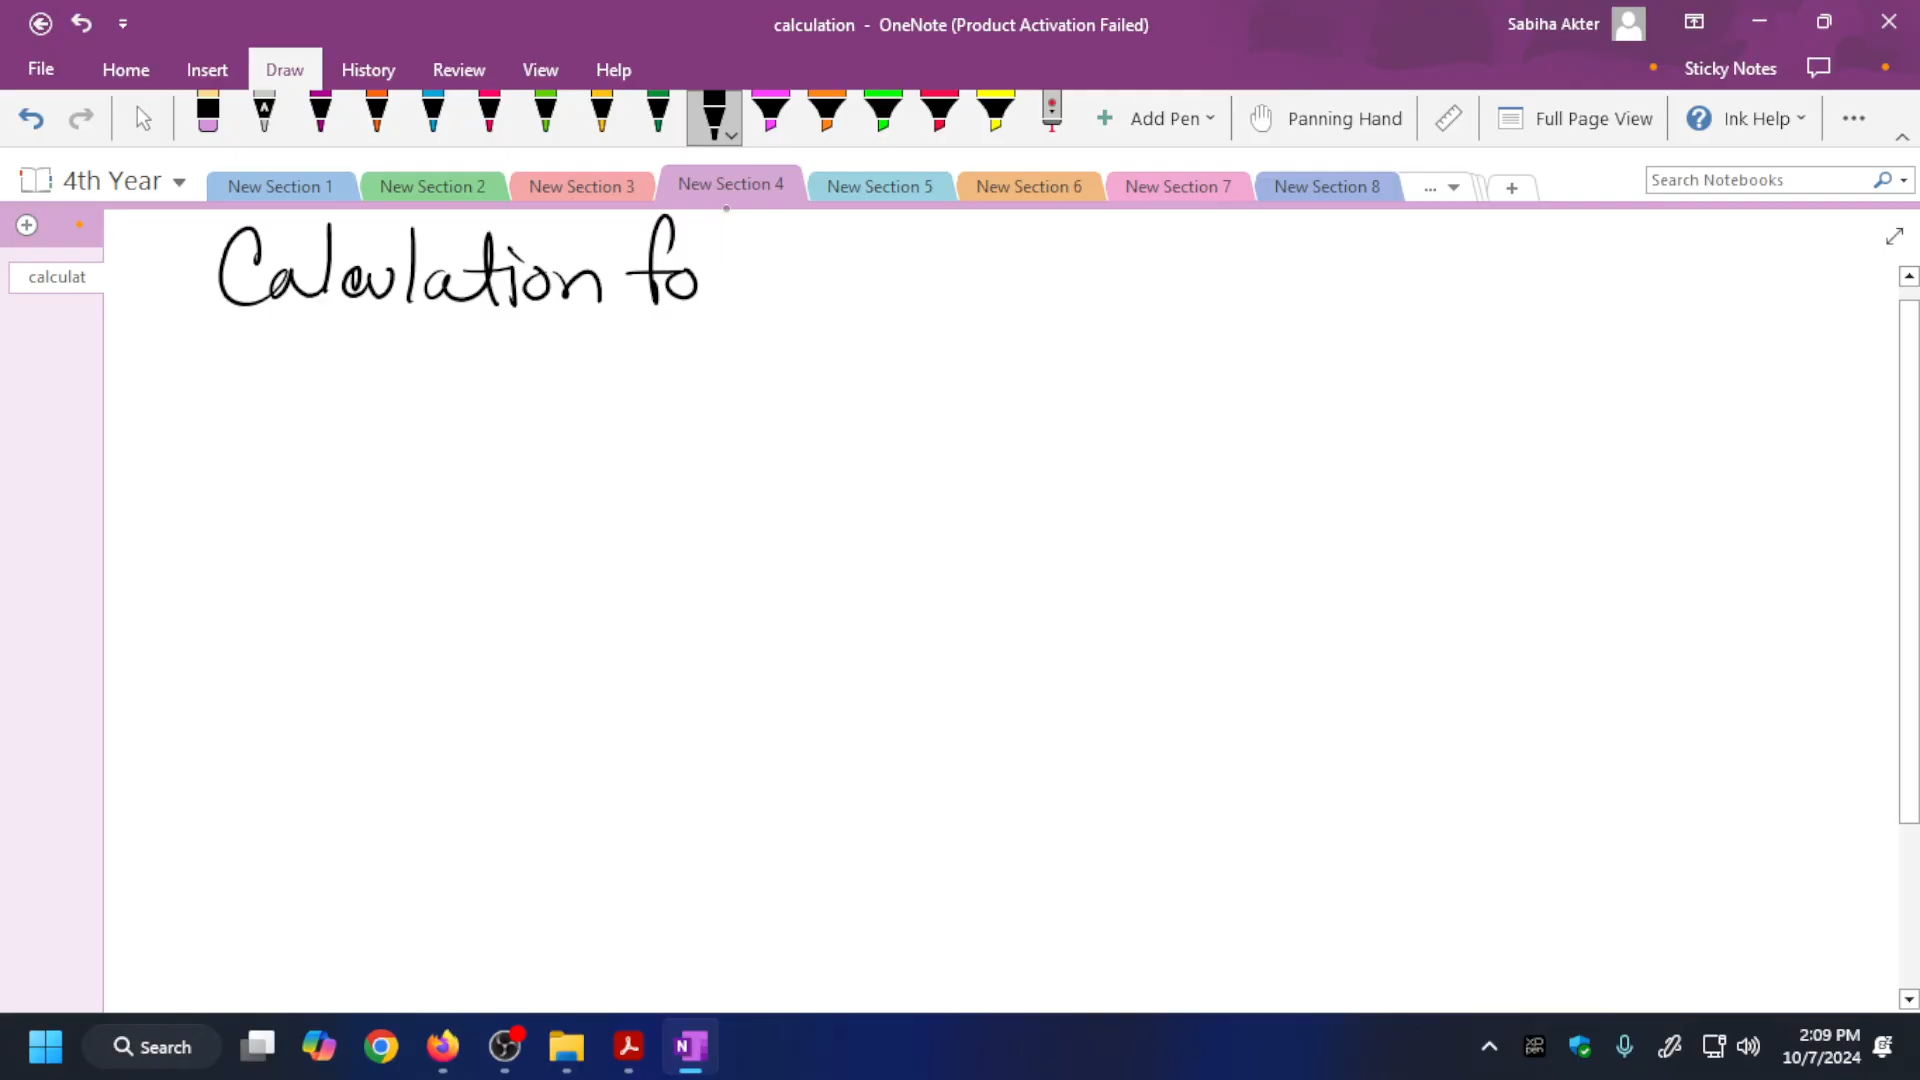 calculation - OneNote (Product Activation Failed)
Sabiha Akter
File Home Insert Draw History Review View Help
Sticky Notes
Add Pen
Panning Hand
Full Page View
Ink Help
4th Year
New Section 1
New Section 2
New Section 3
New Section 4
New Section 5
New Section 6
New Section 7
New Section 8
...
Search Notebooks
calculat
Calculation fo
Search
2:09 PM
10/7/2024